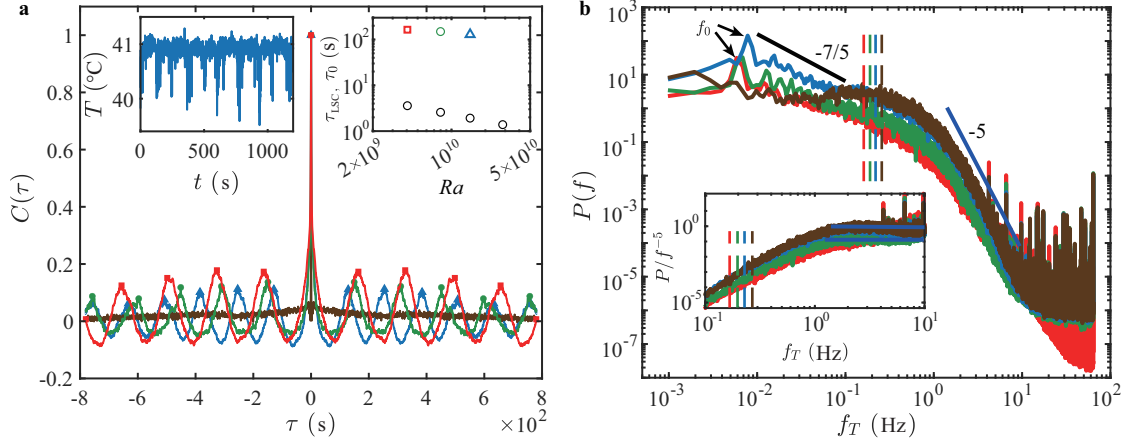 a
C(τ)
1
0.8
0.6
0.4
0.2
0
-0.2
-8 -6 -4 -2 0 2 4 6 8
×10²
τ (s)
T (°C)
41
40
0 500 1000
t (s)
τLSC, τ0 (s)
10²
10¹
10⁰
2×10⁹ 10¹⁰ 5×10¹⁰
Ra
b
P(f)
10³
10¹
10⁻¹
10⁻³
10⁻⁵
10⁻⁷
10⁻³ 10⁻² 10⁻¹ 10⁰ 10¹ 10²
fT (Hz)
f0
-7/5
-5
P/f⁻⁵
10⁰
10⁻⁵
10⁻¹ 10⁰ 10¹
fT (Hz)